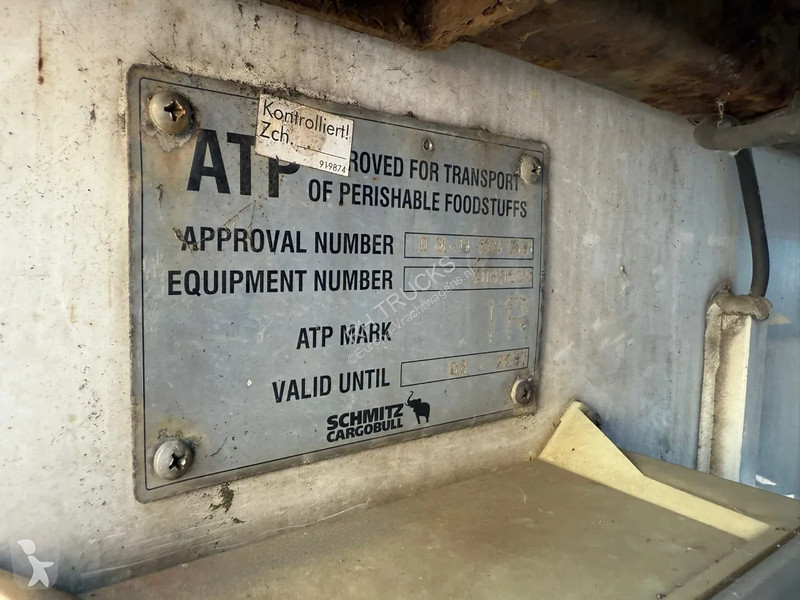 Kontrolliert!
Zch.
919874
ATP
ROVED FOR TRANSPORT
OF PERISHABLE FOODSTUFFS
APPROVAL NUMBER
EQUIPMENT NUMBER
ATP MARK
VALID UNTIL
SCHMITZ
CARGOBULL